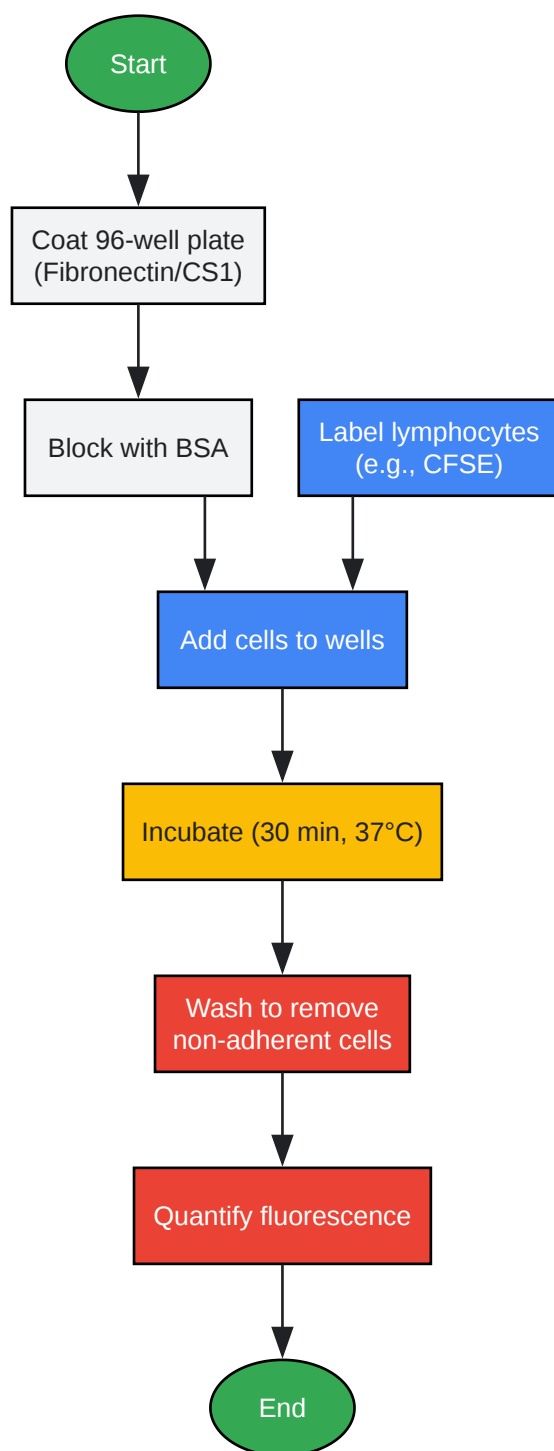 Start
Coat 96-well plate
(Fibronectin/CS1)
Block with BSA
Label lymphocytes
(e.g., CFSE)
Add cells to wells
Incubate (30 min, 37°C)
Wash to remove
non-adherent cells
Quantify fluorescence
End